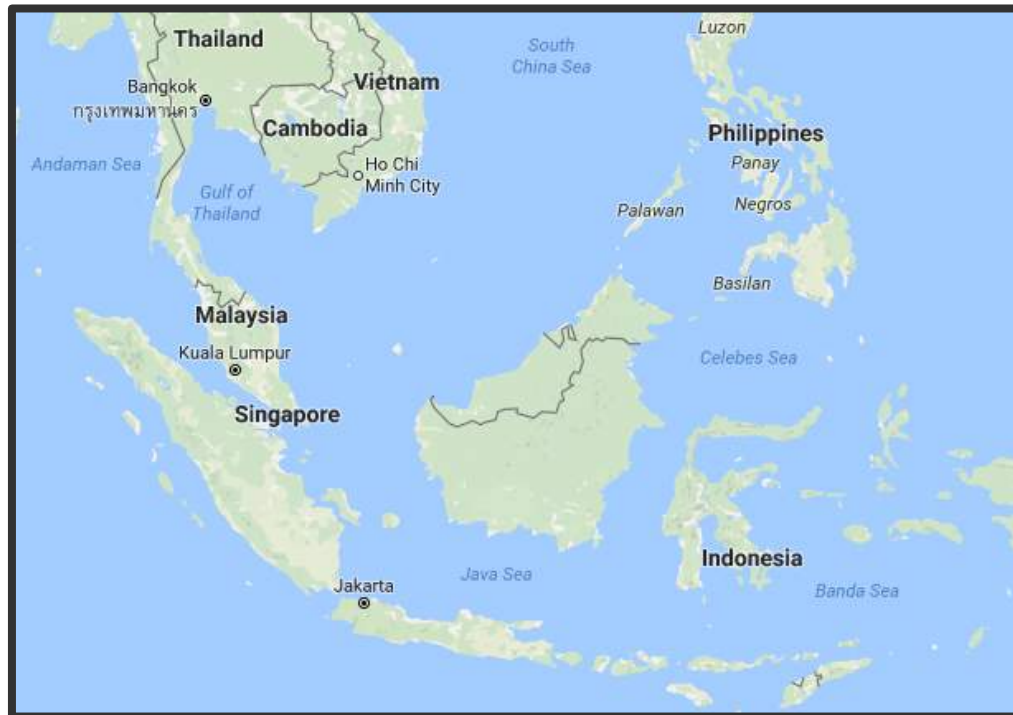 Luzon
Thailand
South
China Sea
Vietnam
Bangkok
กรุงเทพมหานคร
Cambodia
Philippines
Andaman Sea
Ho Chi
Minh City
Panay
Gulf of
Thailand
Palawan
Negros
Basilan
Malaysia
Kuala Lumpur
Celebes Sea
Singapore
Indonesia
Java Sea
Jakarta
Banda Sea